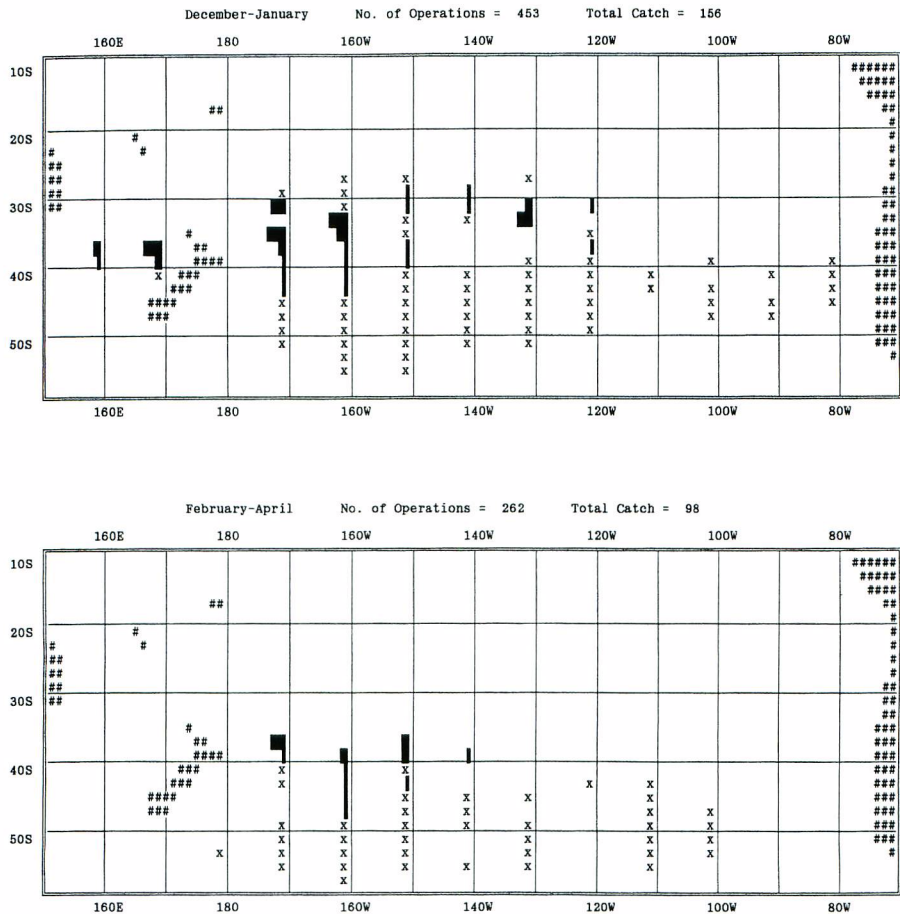 December-January No. of Operations = 453 Total Catch = 156
160E 180 160W 140W 120W 100W 80W
10S
20S
30S
40S
50S
160E 180 160W 140W 120W 100W 80W
February-April No. of Operations = 262 Total Catch = 98
160E 180 160W 140W 120W 100W 80W
10S
20S
30S
40S
50S
160E 180 160W 140W 120W 100W 80W